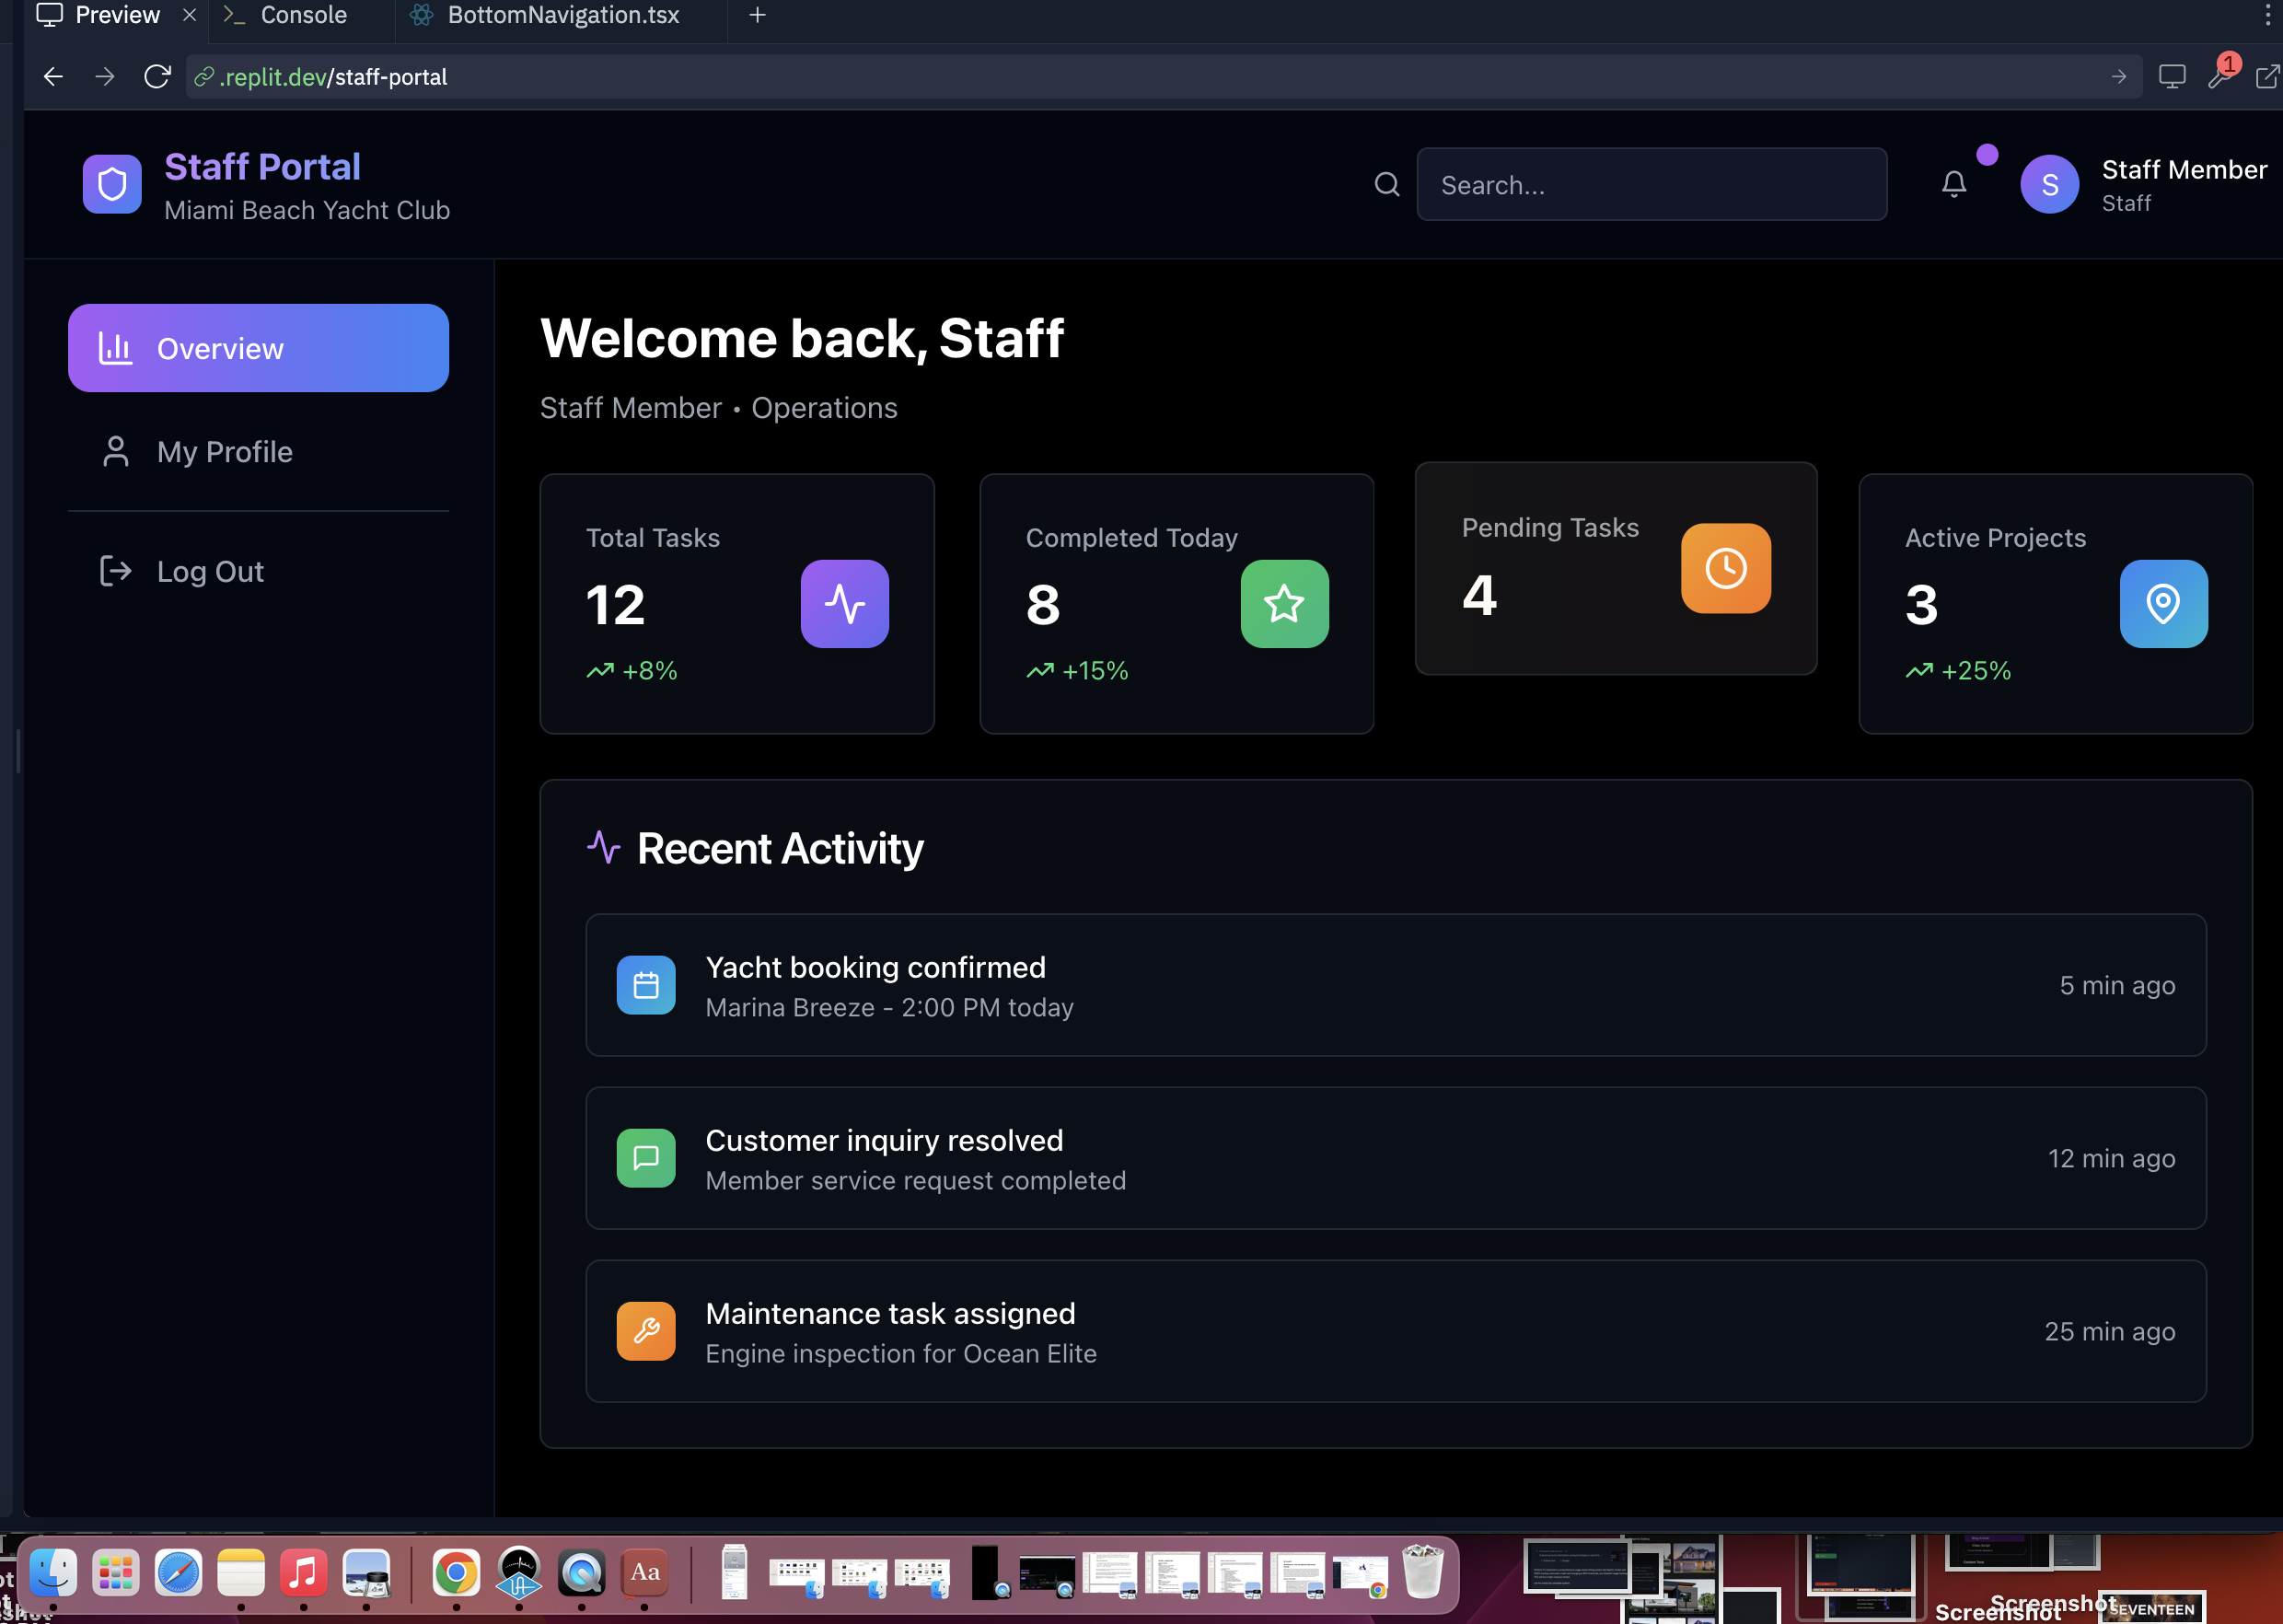 Preview
Console
BottomNavigation.tsx
.replit.dev/staff-portal
1
Staff Portal
Miami Beach Yacht Club
Search...
S
Staff Member
Staff
Overview
My Profile
Log Out
Welcome back, Staff
Staff Member • Operations
Total Tasks
12
+8%
Completed Today
8
+15%
Pending Tasks
4
Active Projects
3
+25%
Recent Activity
Yacht booking confirmed
Marina Breeze - 2:00 PM today
5 min ago
Customer inquiry resolved
Member service request completed
12 min ago
Maintenance task assigned
Engine inspection for Ocean Elite
25 min ago
Aa
Screenshot
Screenshot
SEVENTEEN